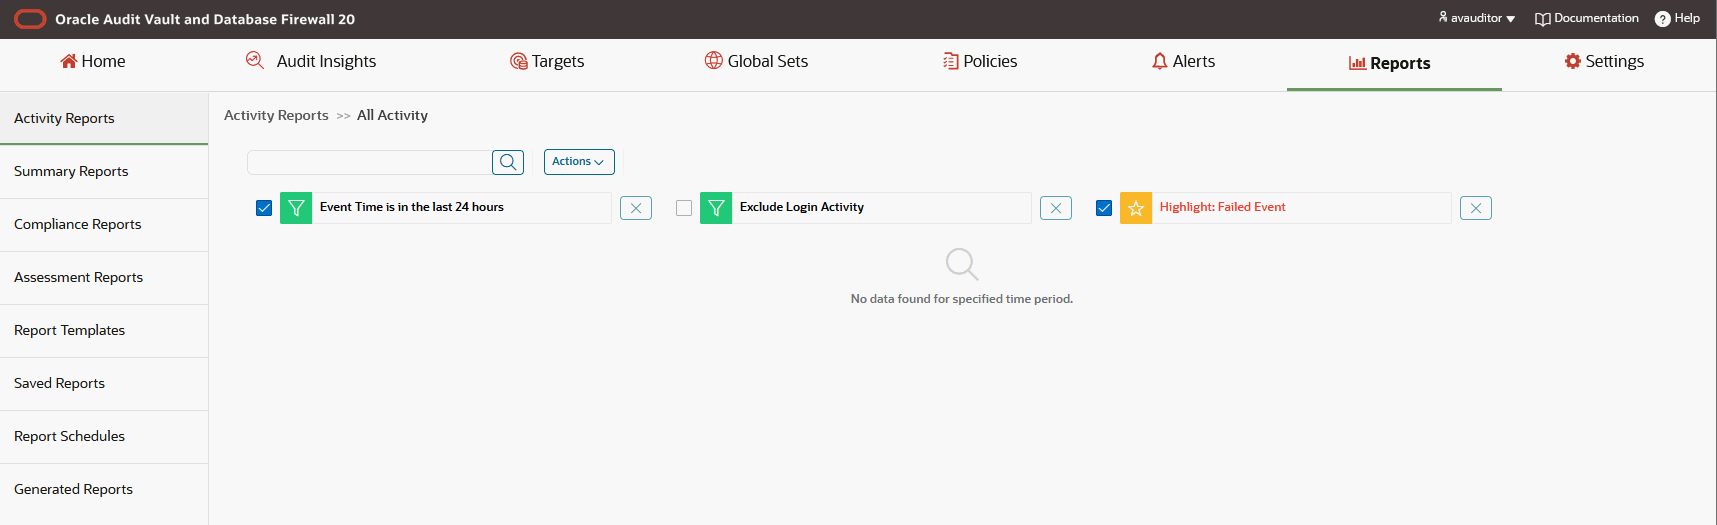 Oracle Audit Vault and Database Firewall 20
avauditor
Documentation
? Help
Home
Audit Insights
Targets
Global Sets
Policies
Alerts
Reports
Settings
Activity Reports
Summary Reports
Compliance Reports
Assessment Reports
Report Templates
Saved Reports
Report Schedules
Generated Reports
Activity Reports >> All Activity
Actions
Event Time is in the last 24 hours
Exclude Login Activity
Highlight: Failed Event
No data found for specified time period.